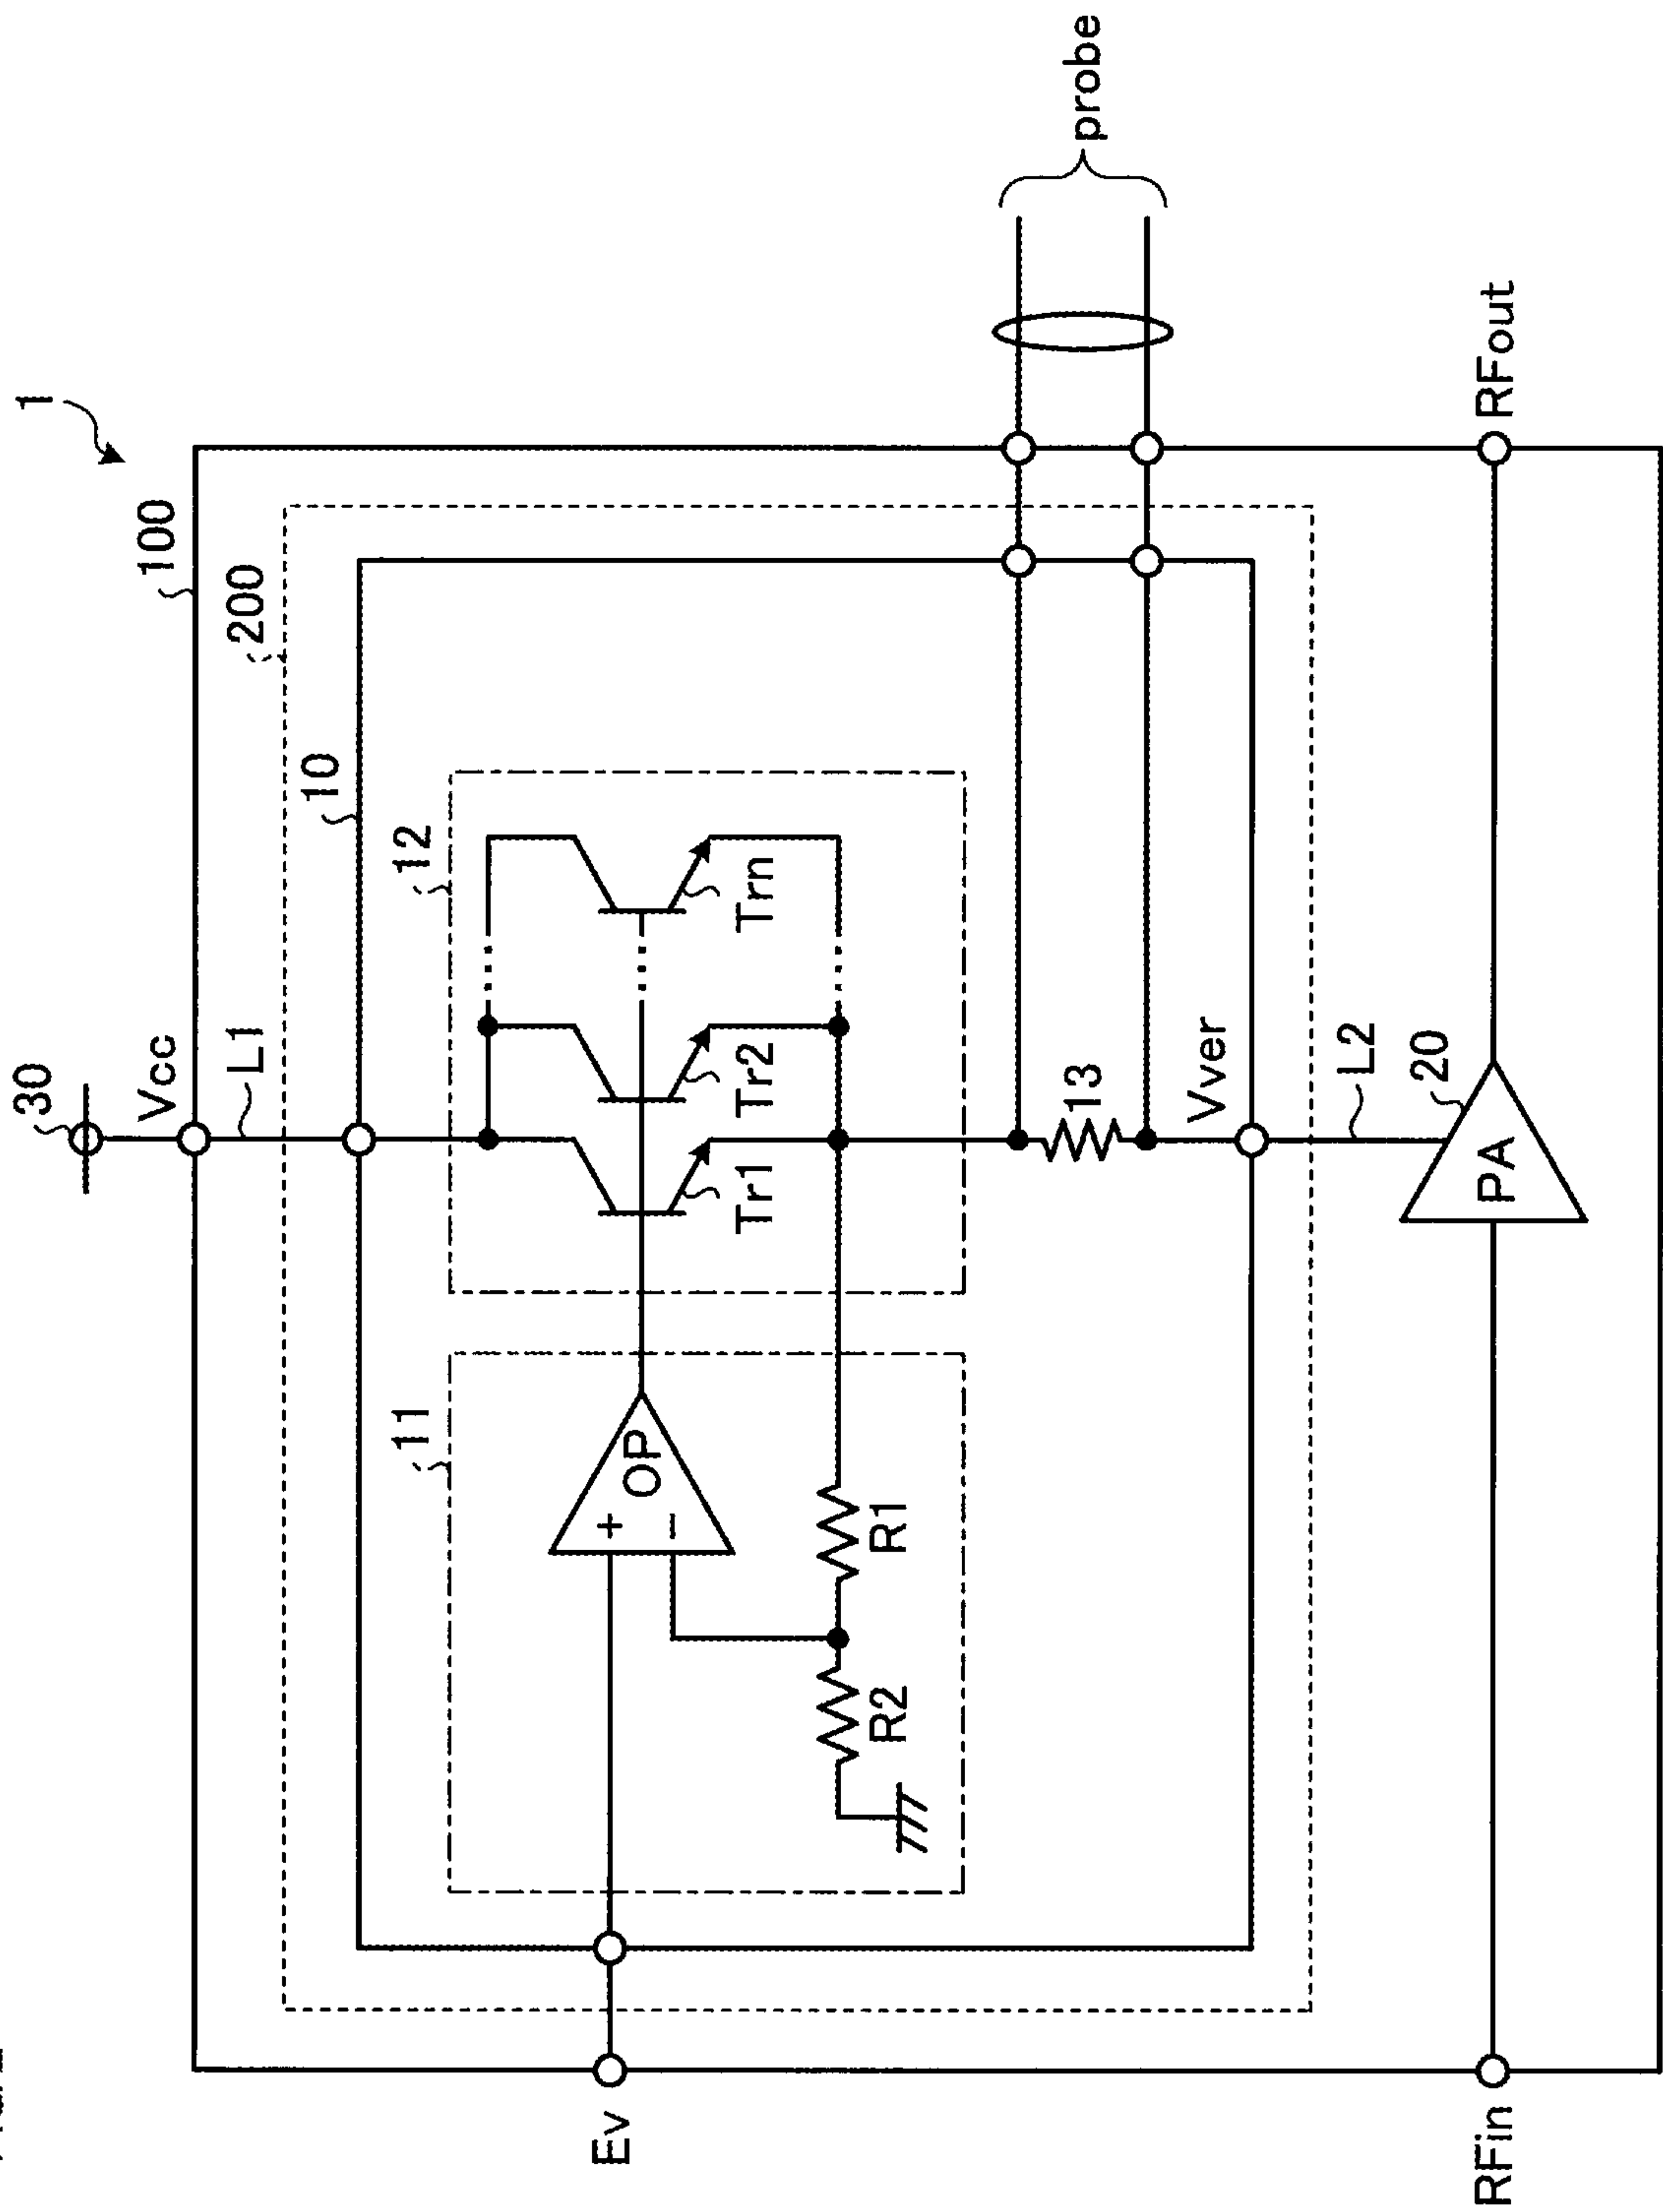 1
100
200
30
Vcc
L1
10
12
11
Tr1
Tr2
Trn
OP
+
−
R1
R2
13
Vver
L2
20
PA
probe
Ev
RFin
RFout